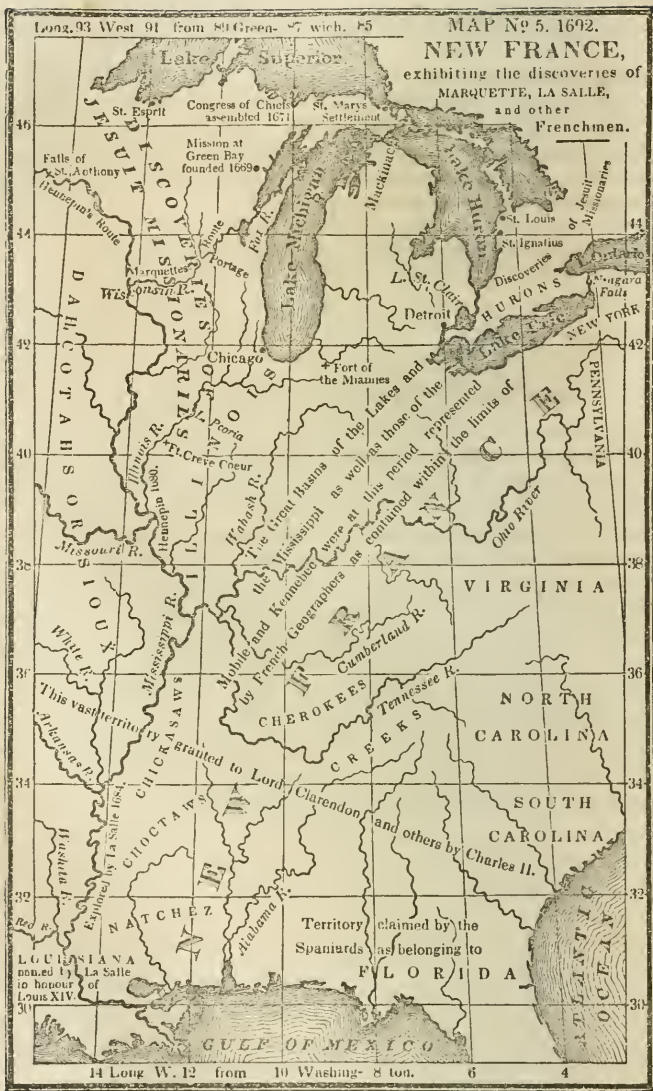 Long. 93 West 91 from 89 Green- 87 wich. 85
MAP Nº 5. 1692.
NEW FRANCE,
exhibiting the discoveries of
MARQUETTE, LA SALLE,
and other
Frenchmen.
Lake Superior.
St. Esprit
Congress of Chiefs
assembled 1671
St. Marys
Settlement
46
Falls of
St. Anthony
Mission at
Green Bay
founded 1669
Hennepin's Route
DISCOVERIES OF
JESUIT MISSIONARIES
Fox R.
Lake Michigan
Mackinac
Lake Huron
St. Louis
St. Ignatius
Discoveries of Jesuit
Missionaries
44
44
Marquettes Route
Portage
Wisconsin R.
L. St. Clair
Detroit
HURONS
L. Ontario
Niagara
Falls
Lake Erie
NEW YORK
42
42
Chicago
Fort of
the Miamies
PENNSYLVANIA
DAHCOTAHS OR
SIOUX
ILLINOIS
L. Peoria
Ft. Creve Coeur
Illinois R.
Hennepin 1680.
40
40
Wabash R.
The Great Basins of the Lakes and
the Mississippi as well as those of the
Mobile and Kennebec were at this period represented
by French Geographers as contained within the limits of
NEW FRANCE
Ohio River
Missouri R.
38
38
VIRGINIA
Mississippi R.
White R.
Cumberland R.
36
36
CHEROKEES
Tennessee R.
NORTH
CAROLINA
This vast territory granted to Lord Clarendon and others by Charles II.
Arkansas R.
CHICKASAWS
CREEKS
34
34
Explored by La Salle 1684.
CHOCTAWS
SOUTH
CAROLINA
Washita R.
32
32
NATCHEZ
Alabama R.
Red R.
Territory claimed by the
Spaniards as belonging to
FLORIDA
ATLANTIC
OCEAN
LOUISIANA
named by La Salle
in honour of
Louis XIV.
30
30
GULF OF MEXICO
14 Long W. 12 from 10 Washing- 8 ton. 6 4